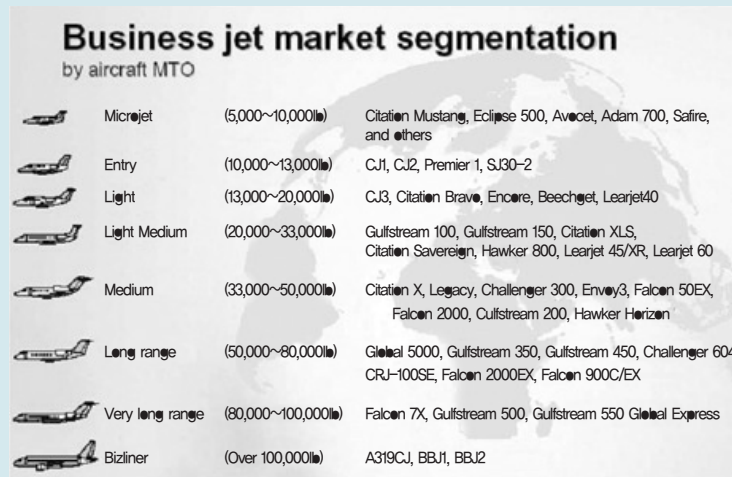 Business jet market segmentation
by aircraft MTO
Microjet (5,000~10,000lb) Citation Mustang, Eclipse 500, Avocet, Adam 700, Safire,
and others
Entry (10,000~13,000lb) CJ1, CJ2, Premier 1, SJ30-2
Light (13,000~20,000lb) CJ3, Citation Bravo, Encore, Beechget, Learjet40
Light Medium (20,000~33,000lb) Gulfstream 100, Gulfstream 150, Citation XLS,
Citation Savereign, Hawker 800, Learjet 45/XR, Learjet 60
Medium (33,000~50,000lb) Citation X, Legacy, Challenger 300, Envoy3, Falcon 50EX,
Falcon 2000, Culfstream 200, Hawker Horizon
Long range (50,000~80,000lb) Global 5000, Gulfstream 350, Gulfstream 450, Challenger 604
CRJ-100SE, Falcon 2000EX, Falcon 900C/EX
Very long range (80,000~100,000lb) Falcon 7X, Gulfstream 500, Gulfstream 550 Global Express
Bizliner (Over 100,000lb) A319CJ, BBJ1, BBJ2